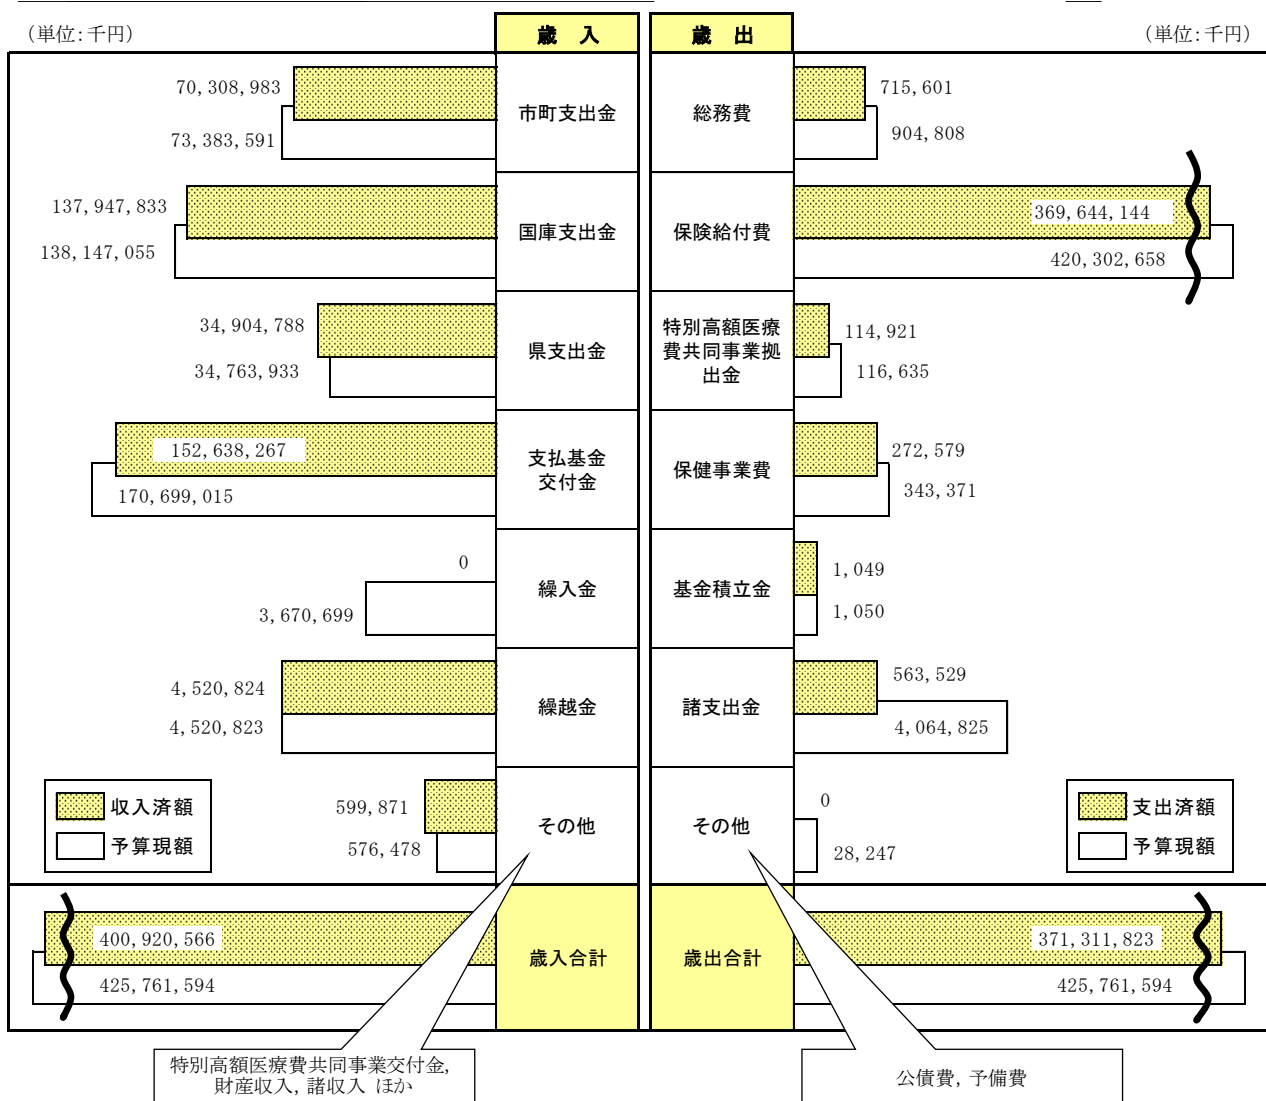 （単位：千円）
歳　入
歳　出
（単位：千円）
70,308,983
73,383,591
市町支出金
総務費
715,601
904,808
137,947,833
138,147,055
国庫支出金
保険給付費
369,644,144
420,302,658
34,904,788
34,763,933
県支出金
特別高額医療
費共同事業拠
出金
114,921
116,635
152,638,267
170,699,015
支払基金
交付金
保健事業費
272,579
343,371
0
3,670,699
繰入金
基金積立金
1,049
1,050
4,520,824
4,520,823
繰越金
諸支出金
563,529
4,064,825
収入済額
予算現額
599,871
576,478
その他
その他
0
28,247
支出済額
予算現額
400,920,566
425,761,594
歳入合計
歳出合計
371,311,823
425,761,594
特別高額医療費共同事業交付金，
財産収入，諸収入 ほか
公債費，予備費